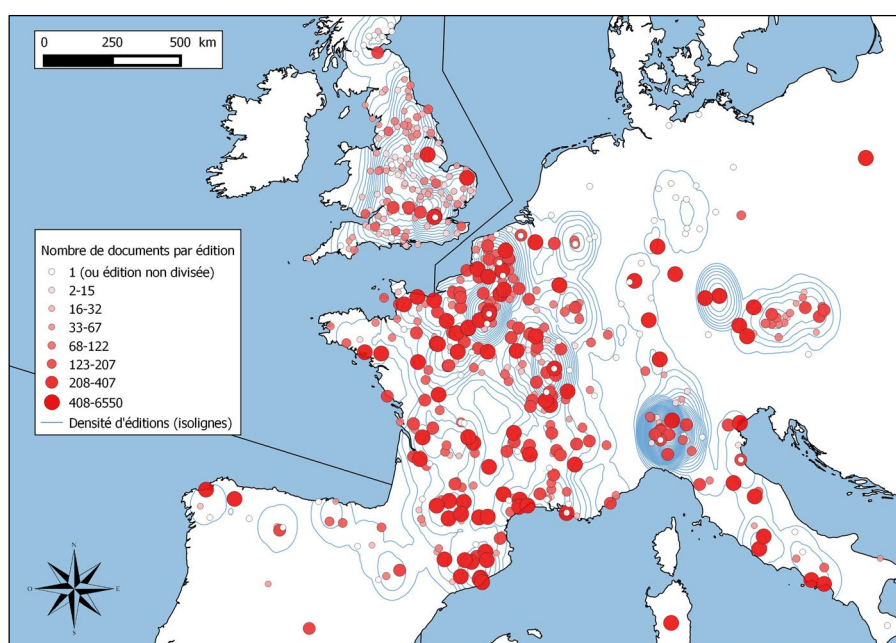 0 250 500 km
Nombre de documents par édition
1 (ou édition non divisée)
2-15
16-32
33-67
68-122
123-207
208-407
408-6550
Densité d'éditions (isolignes)
N
O E
S